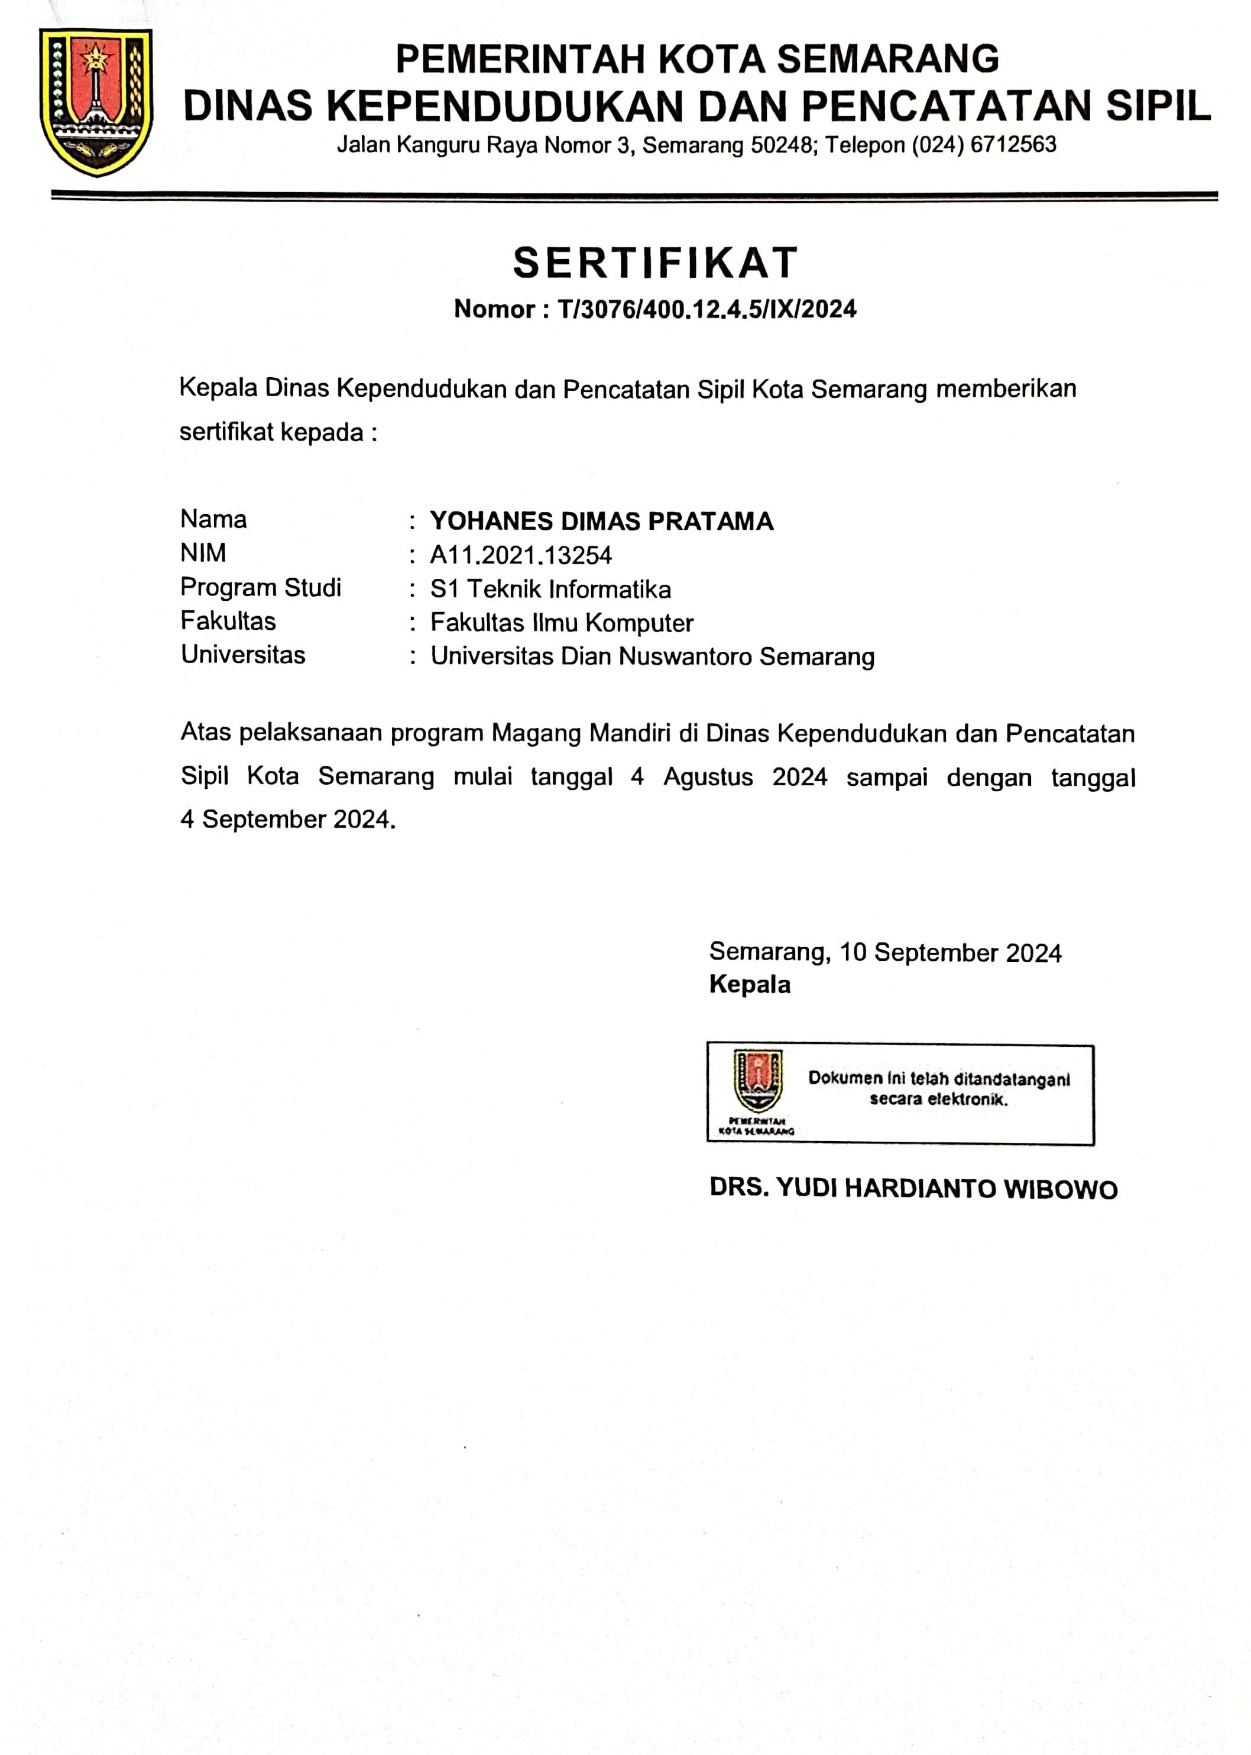 PEMERINTAH KOTA SEMARANG
DINAS KEPENDUDUKAN DAN PENCATATAN SIPIL
Jalan Kanguru Raya Nomor 3, Semarang 50248; Telepon (024) 6712563
SERTIFIKAT
Nomor : T/3076/400.12.4.5/IX/2024
Kepala Dinas Kependudukan dan Pencatatan Sipil Kota Semarang memberikan
sertifikat kepada :
Nama : YOHANES DIMAS PRATAMA
NIM : A11.2021.13254
Program Studi : S1 Teknik Informatika
Fakultas : Fakultas Ilmu Komputer
Universitas : Universitas Dian Nuswantoro Semarang
Atas pelaksanaan program Magang Mandiri di Dinas Kependudukan dan Pencatatan
Sipil Kota Semarang mulai tanggal 4 Agustus 2024 sampai dengan tanggal
4 September 2024.
Semarang, 10 September 2024
Kepala
Dokumen ini telah ditandatangani
secara elektronik.
PEMERINTAH
KOTA SEMARANG
DRS. YUDI HARDIANTO WIBOWO